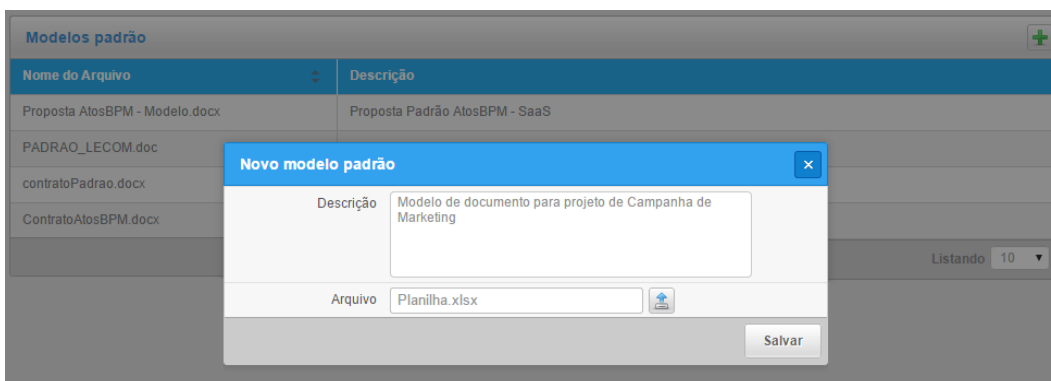 Modelos padrão
Nome do Arquivo Descrição
Proposta AtosBPM - Modelo.docx Proposta Padrão AtosBPM - SaaS
PADRAO_LECOM.doc
contratoPadrao.docx
ContratoAtosBPM.docx
Listando 10
Novo modelo padrão
Descrição Modelo de documento para projeto de Campanha de
Marketing
Arquivo Planilha.xlsx
Salvar